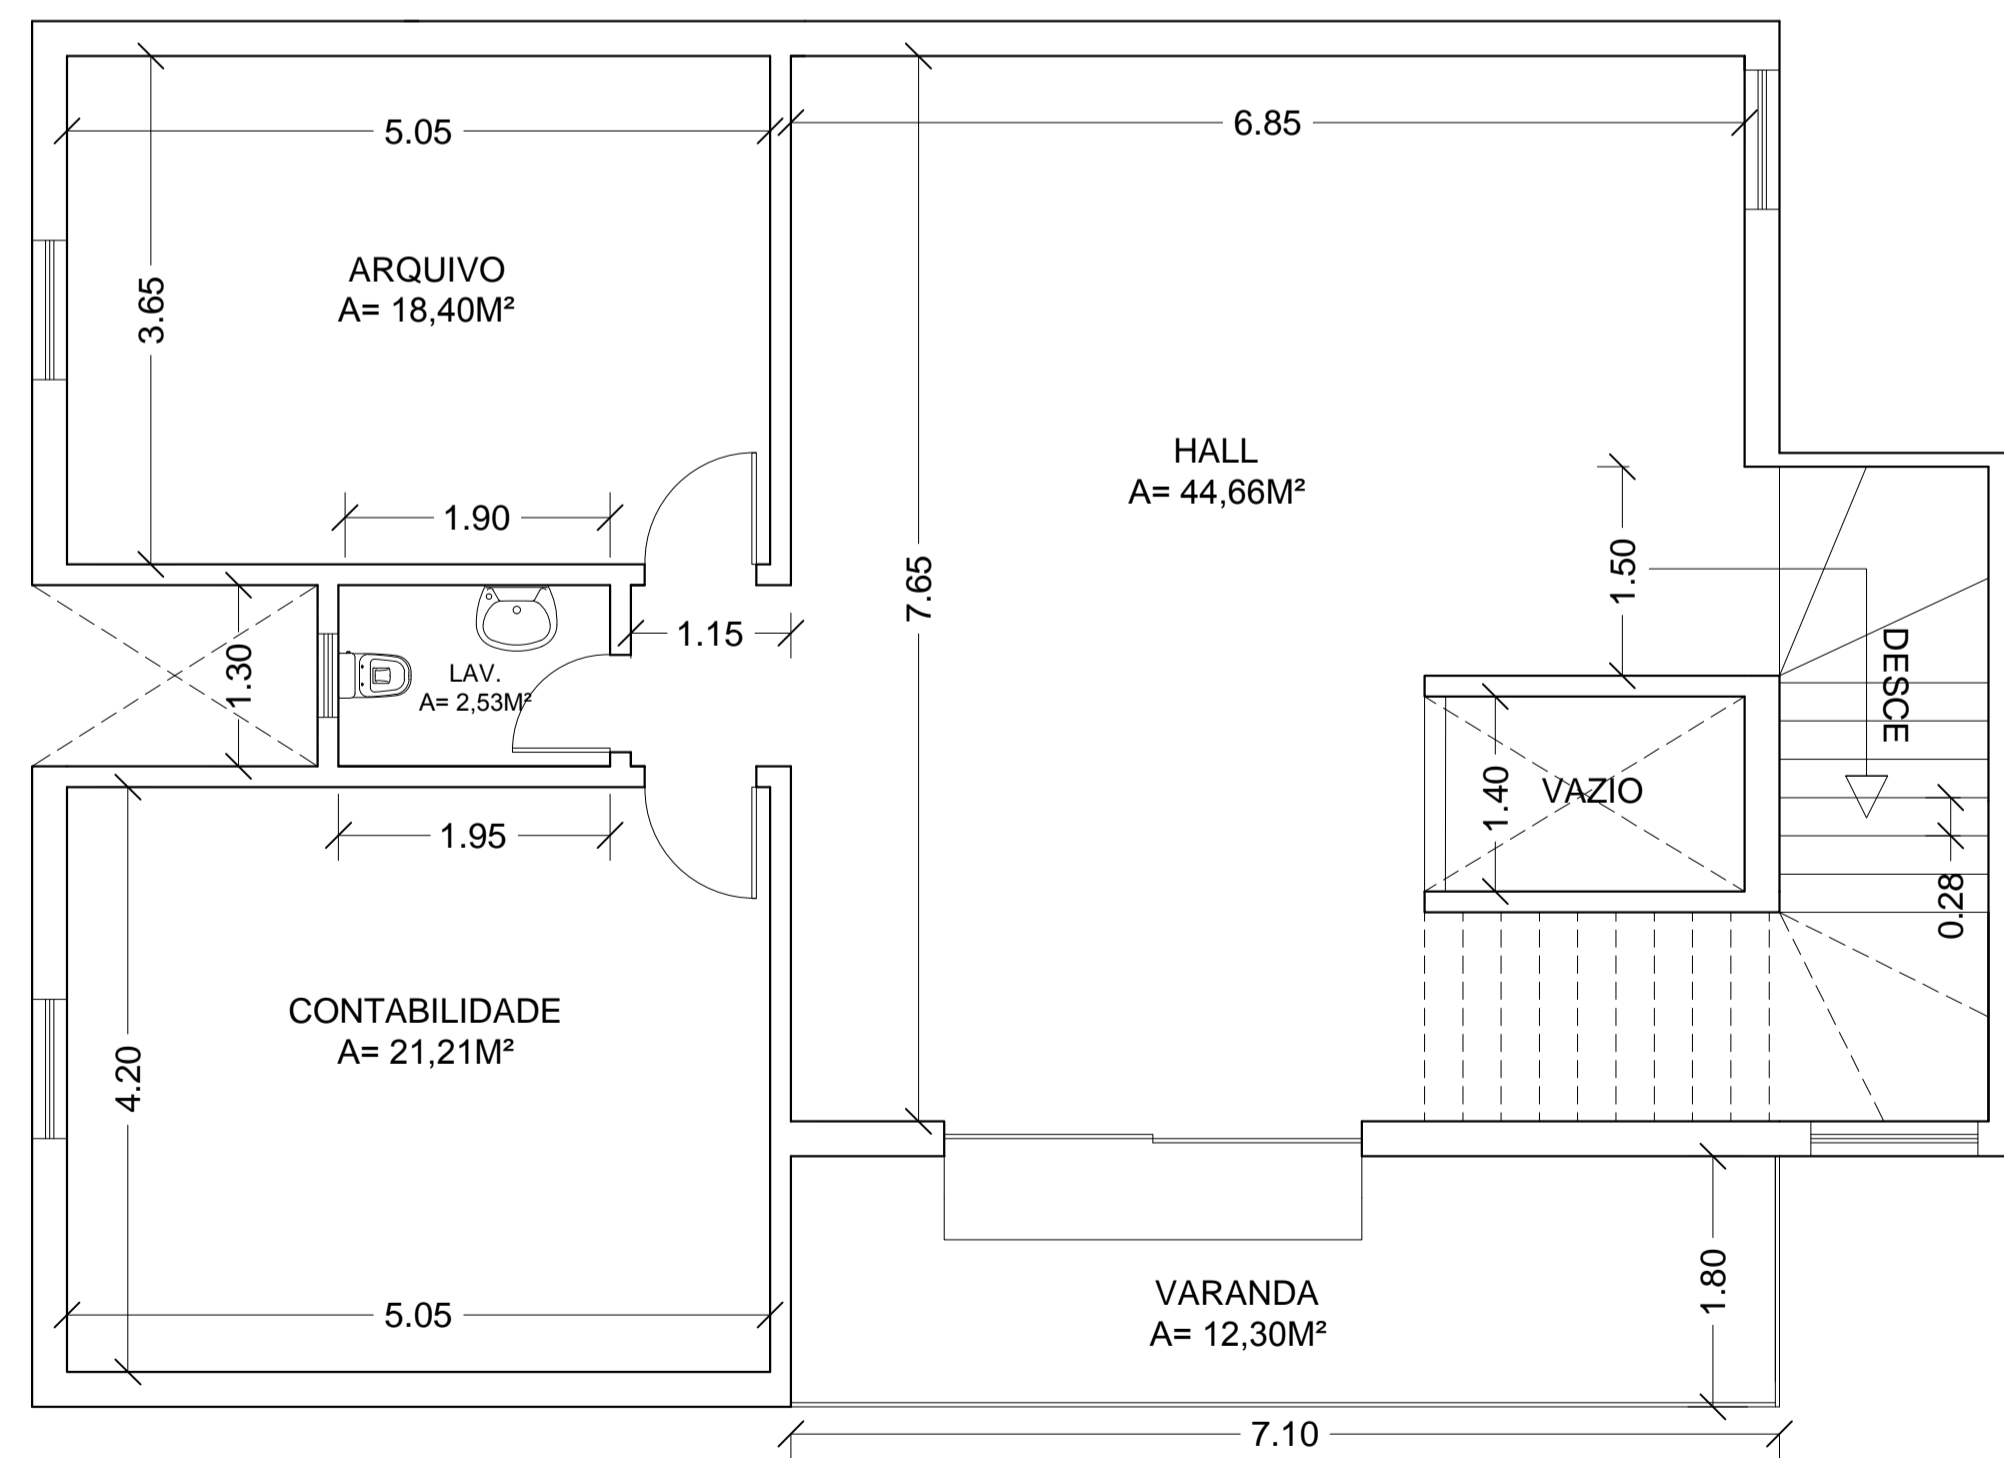 5.05
6.85
ARQUIVO
A= 18,40M²
3.65
HALL
A= 44,66M²
1.90
1.50
7.65
1.15
1.30
LAV.
A= 2,53M²
DESCE
VAZIO
1.40
1.95
0.28
CONTABILIDADE
A= 21,21M²
4.20
1.80
VARANDA
A= 12,30M²
5.05
7.10